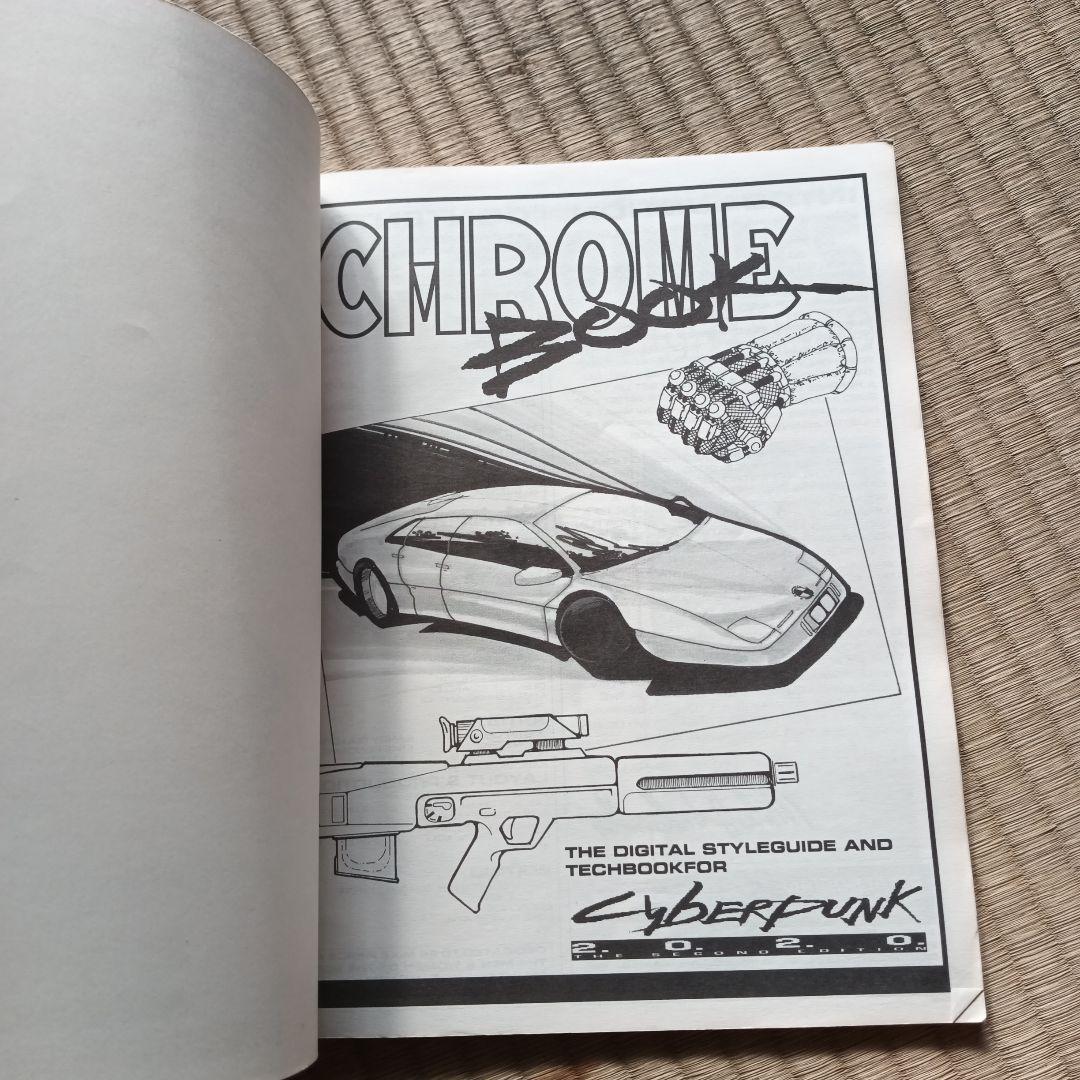 CHROME
BOOK
THE DIGITAL STYLEGUIDE AND
TECHBOOKFOR
CYBERPUNK
2. 0. 2. 0.
THE SECOND EDITION